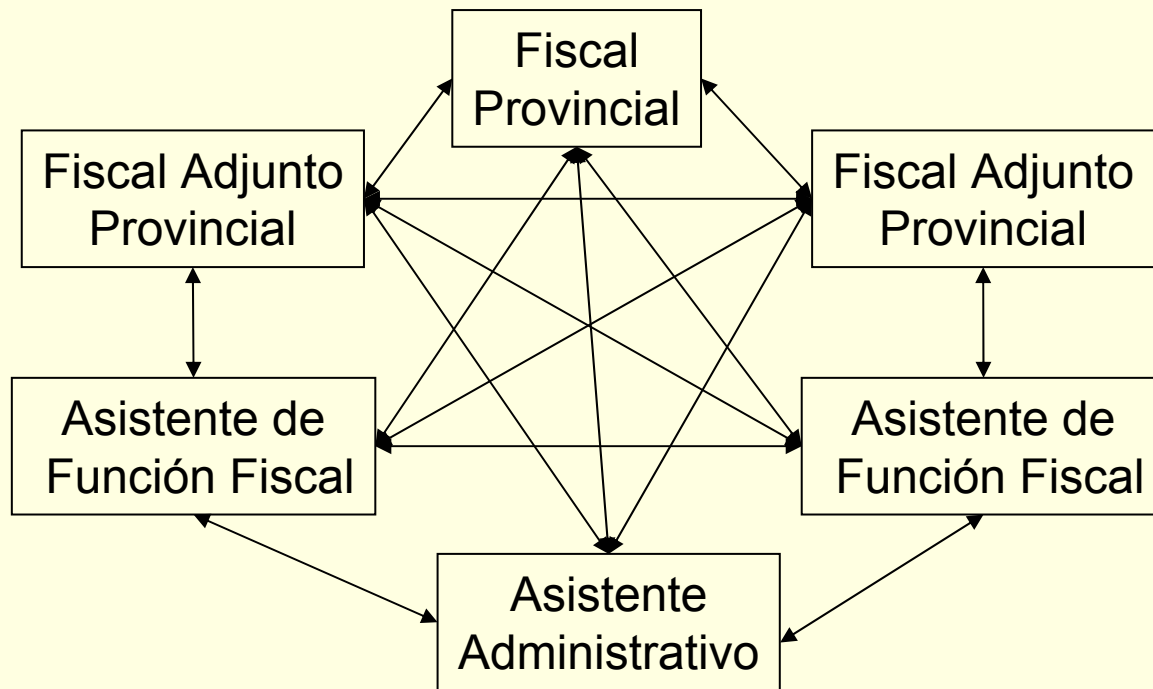 Fiscal
Provincial
Fiscal Adjunto
Provincial
Fiscal Adjunto
Provincial
Asistente de
Función Fiscal
Asistente de
Función Fiscal
Asistente
Administrativo